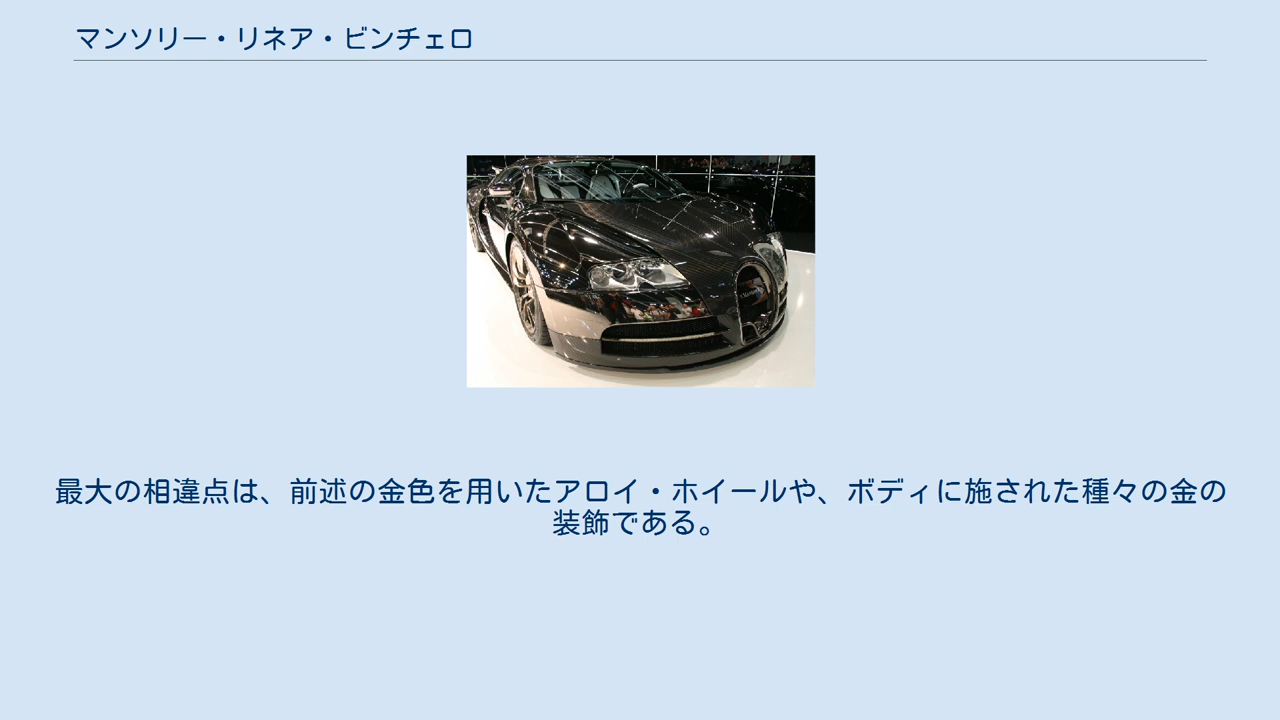 マンソリー・リネア・ビンチェロ
最大の相違点は、前述の金色を用いたアロイ・ホイールや、ボディに施された種々の金の
装飾である。